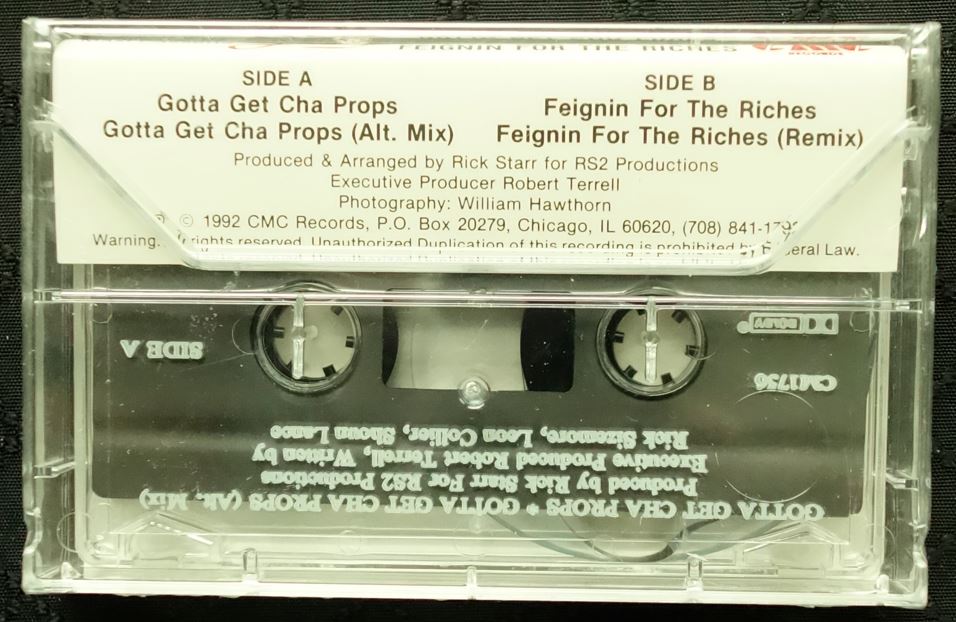 FEIGNIN FOR THE RICHES
SIDE A
Gotta Get Cha Props
Gotta Get Cha Props (Alt. Mix)
SIDE B
Feignin For The Riches
Feignin For The Riches (Remix)
Produced & Arranged by Rick Starr for RS2 Productions
Executive Producer Robert Terrell
Photography: William Hawthorn
℗ © 1992 CMC Records, P.O. Box 20279, Chicago, IL 60620, (708) 841-179
Warning. rights reserved. Unauthorized Duplication of this recording is prohibited by Federal Law.
GOTTA GET CHA PROPS * GOTTA GET CHA PROPS (Alt. Mix)
Produced by Rick Starr For RS2 Productions
Executive Produced Robert Terrell, Written by
Rick Sizemore, Leon Collier, Shoun Lance
CM1756
SIDE A
DOLBY